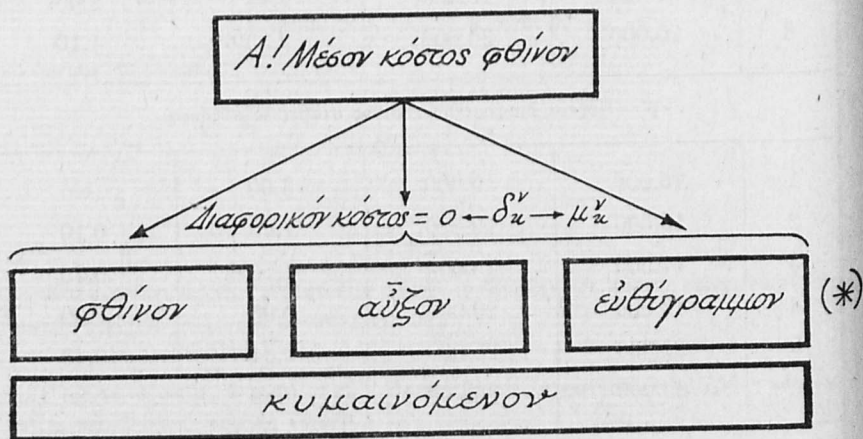 Α! Μέσον κόστος φθίνον
Διαφορικόν κόστος = ο ← δ^ν_κ → μ^ν_κ
φθίνον αὖξον εὐθύγραμμον (*)
κυμαινόμενον